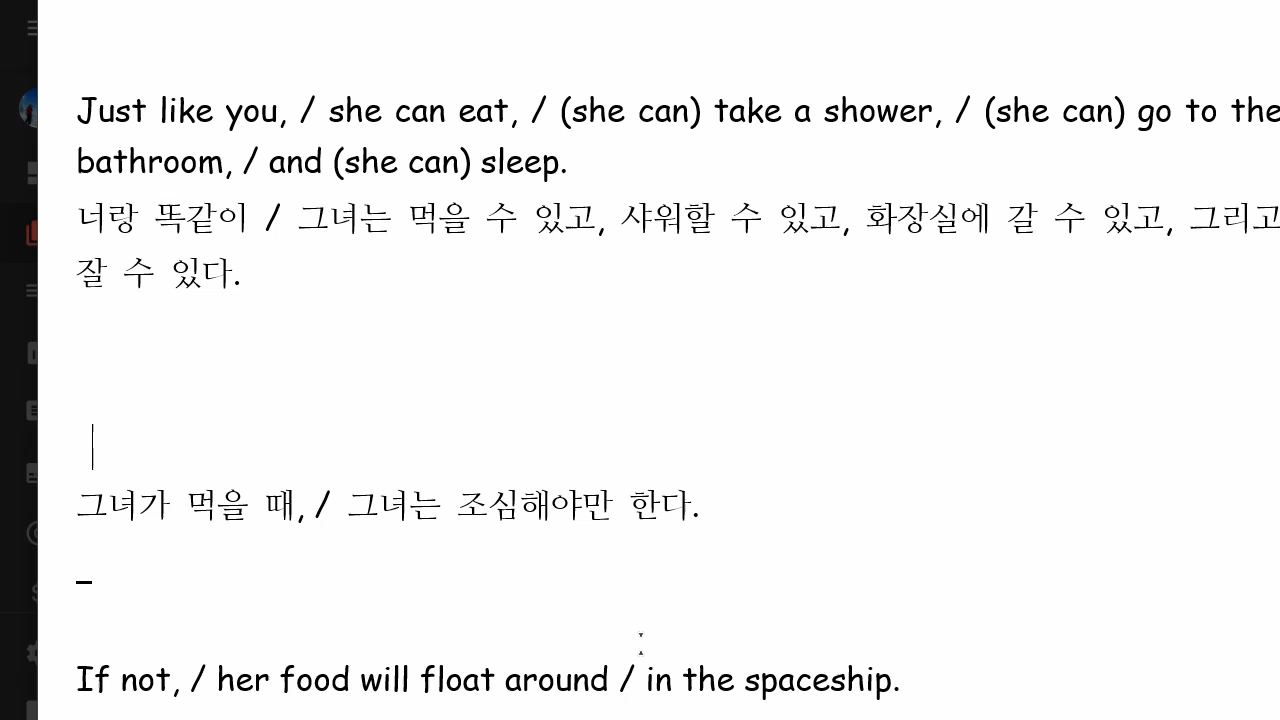 Just like you, / she can eat, / (she can) take a shower, / (she can) go to the
bathroom, / and (she can) sleep.
너랑 똑같이 / 그녀는 먹을 수 있고, 샤워할 수 있고, 화장실에 갈 수 있고, 그리고
잘 수 있다.
그녀가 먹을 때, / 그녀는 조심해야만 한다.
–
If not, / her food will float around / in the spaceship.